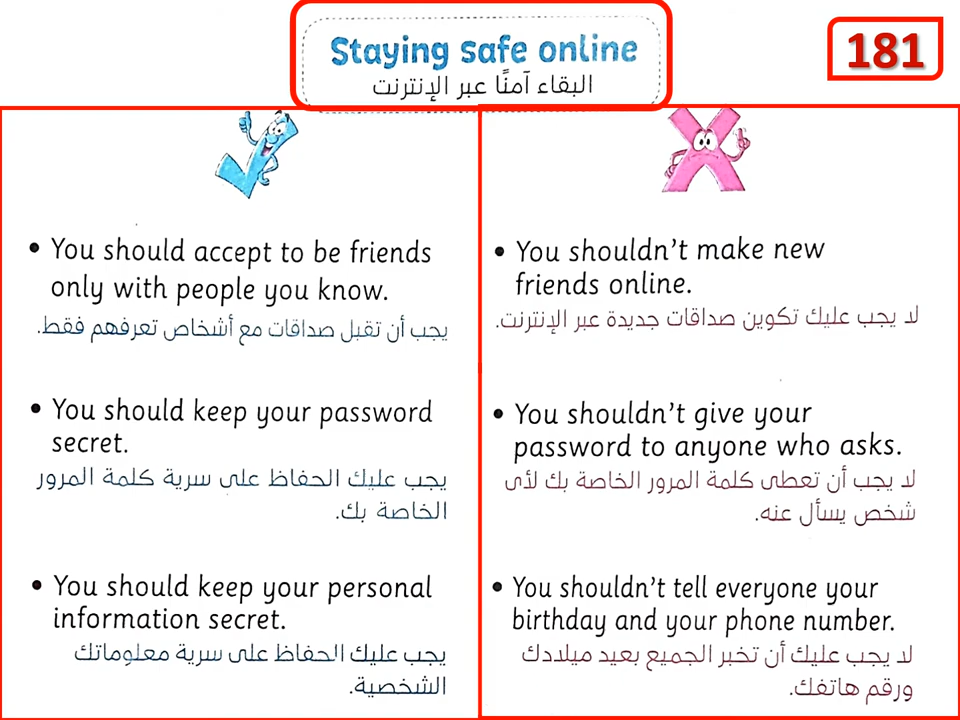 Staying safe online
البقاء آمنًا عبر الإنترنت
181
• You should accept to be friends
only with people you know.
يجب أن تقبل صداقات مع أشخاص تعرفهم فقط.
• You should keep your password
secret.
يجب عليك الحفاظ على سرية كلمة المرور
الخاصة بك.
• You should keep your personal
information secret.
يجب عليك الحفاظ على سرية معلوماتك
الشخصية.
• You shouldn't make new
friends online.
لا يجب عليك تكوين صداقات جديدة عبر الإنترنت.
• You shouldn't give your
password to anyone who asks.
لا يجب أن تعطى كلمة المرور الخاصة بك لأى
شخص يسأل عنه.
• You shouldn't tell everyone your
birthday and your phone number.
لا يجب عليك أن تخبر الجميع بعيد ميلادك
ورقم هاتفك.